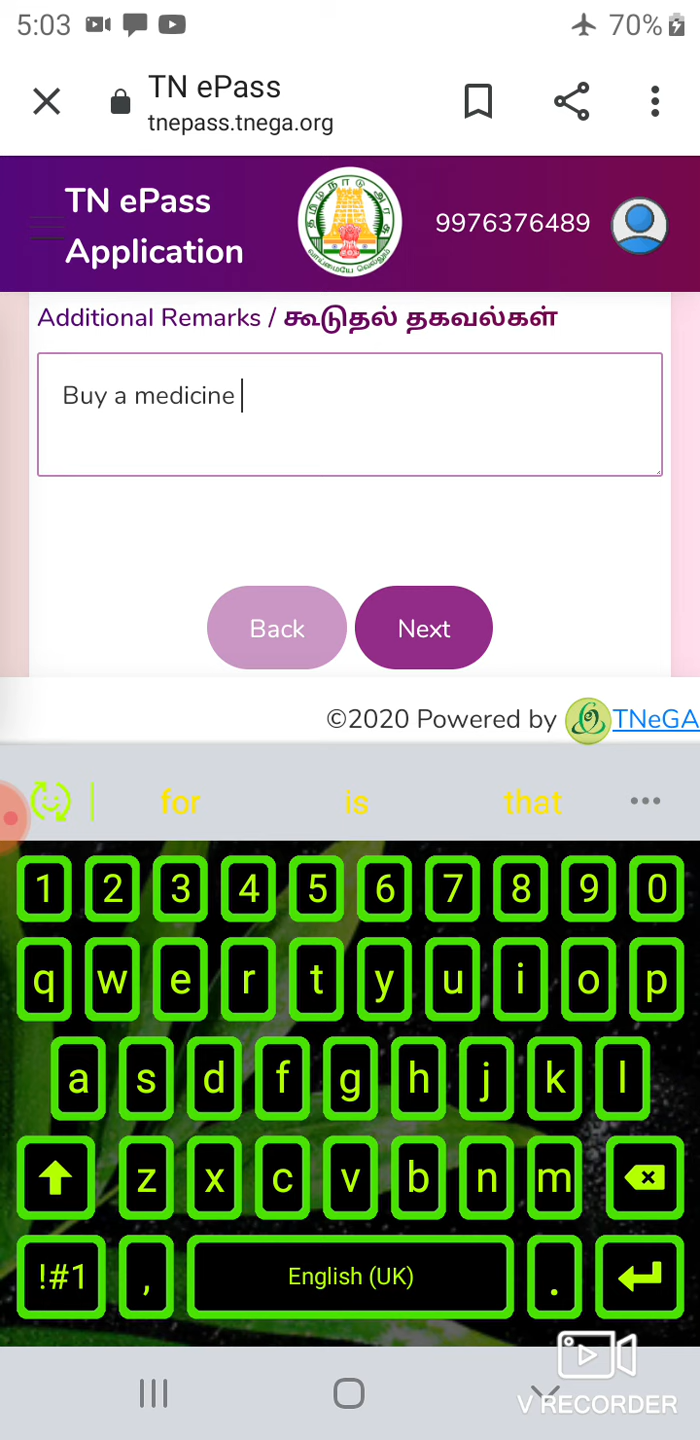 5:03 70%
TN ePass
tnepass.tnega.org
TN ePass
Application
9976376489
தமிழ்நாடு அரசு
வாய்மையே வெல்லும்
Additional Remarks / கூடுதல் தகவல்கள்
Buy a medicine
Back Next
©2020 Powered by TNeGA
for is that
1 2 3 4 5 6 7 8 9 0
q w e r t y u i o p
a s d f g h j k l
z x c v b n m
!#1 , English (UK) .
V RECORDER